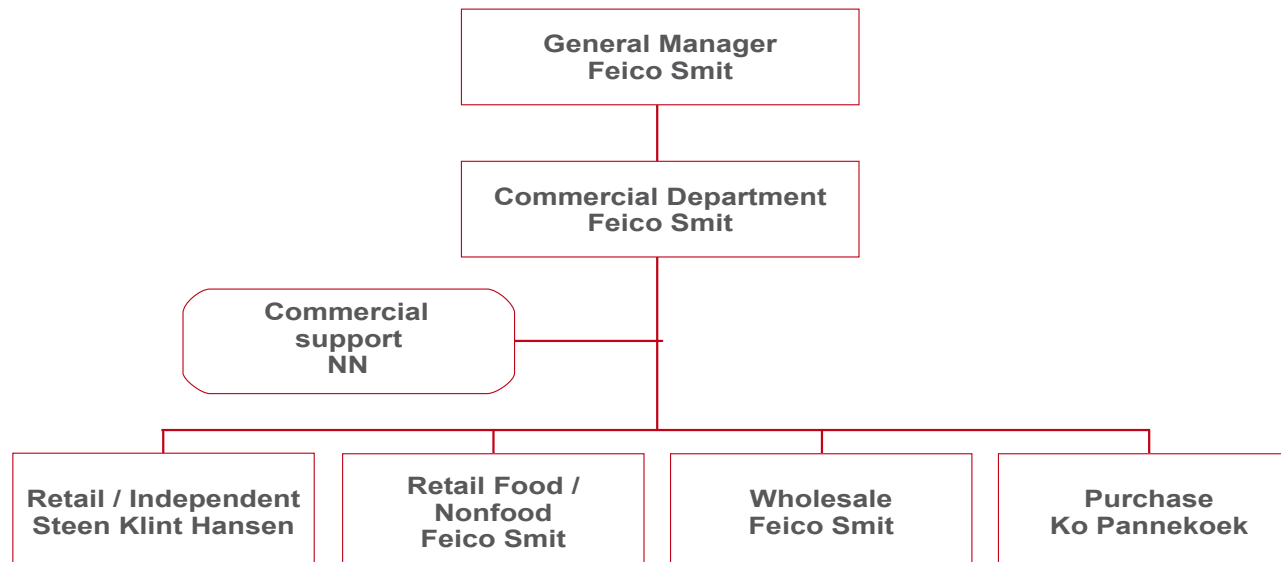 General Manager
Feico Smit
Commercial Department
Feico Smit
Commercial
support
NN
Retail / Independent
Steen Klint Hansen
Retail Food /
Nonfood
Feico Smit
Wholesale
Feico Smit
Purchase
Ko Pannekoek